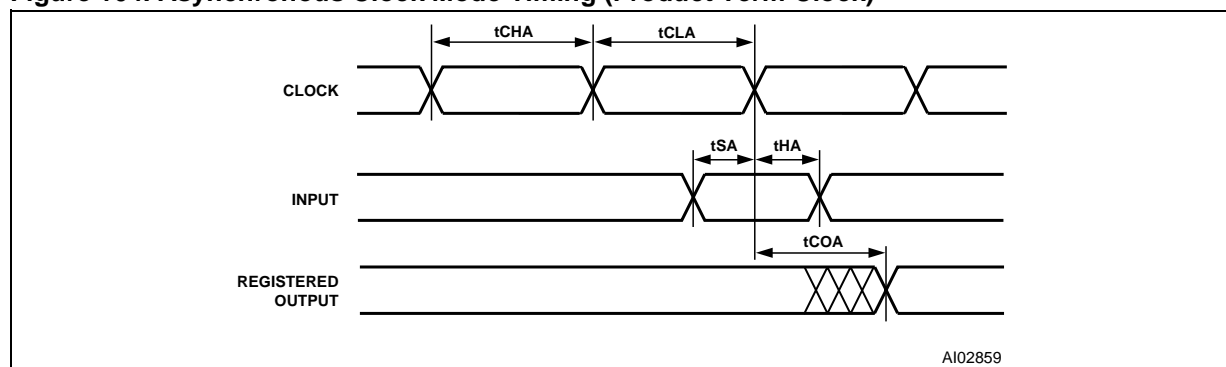 tCHA tCLA
CLOCK
tSA tHA
INPUT
tCOA
REGISTERED
OUTPUT
AI02859